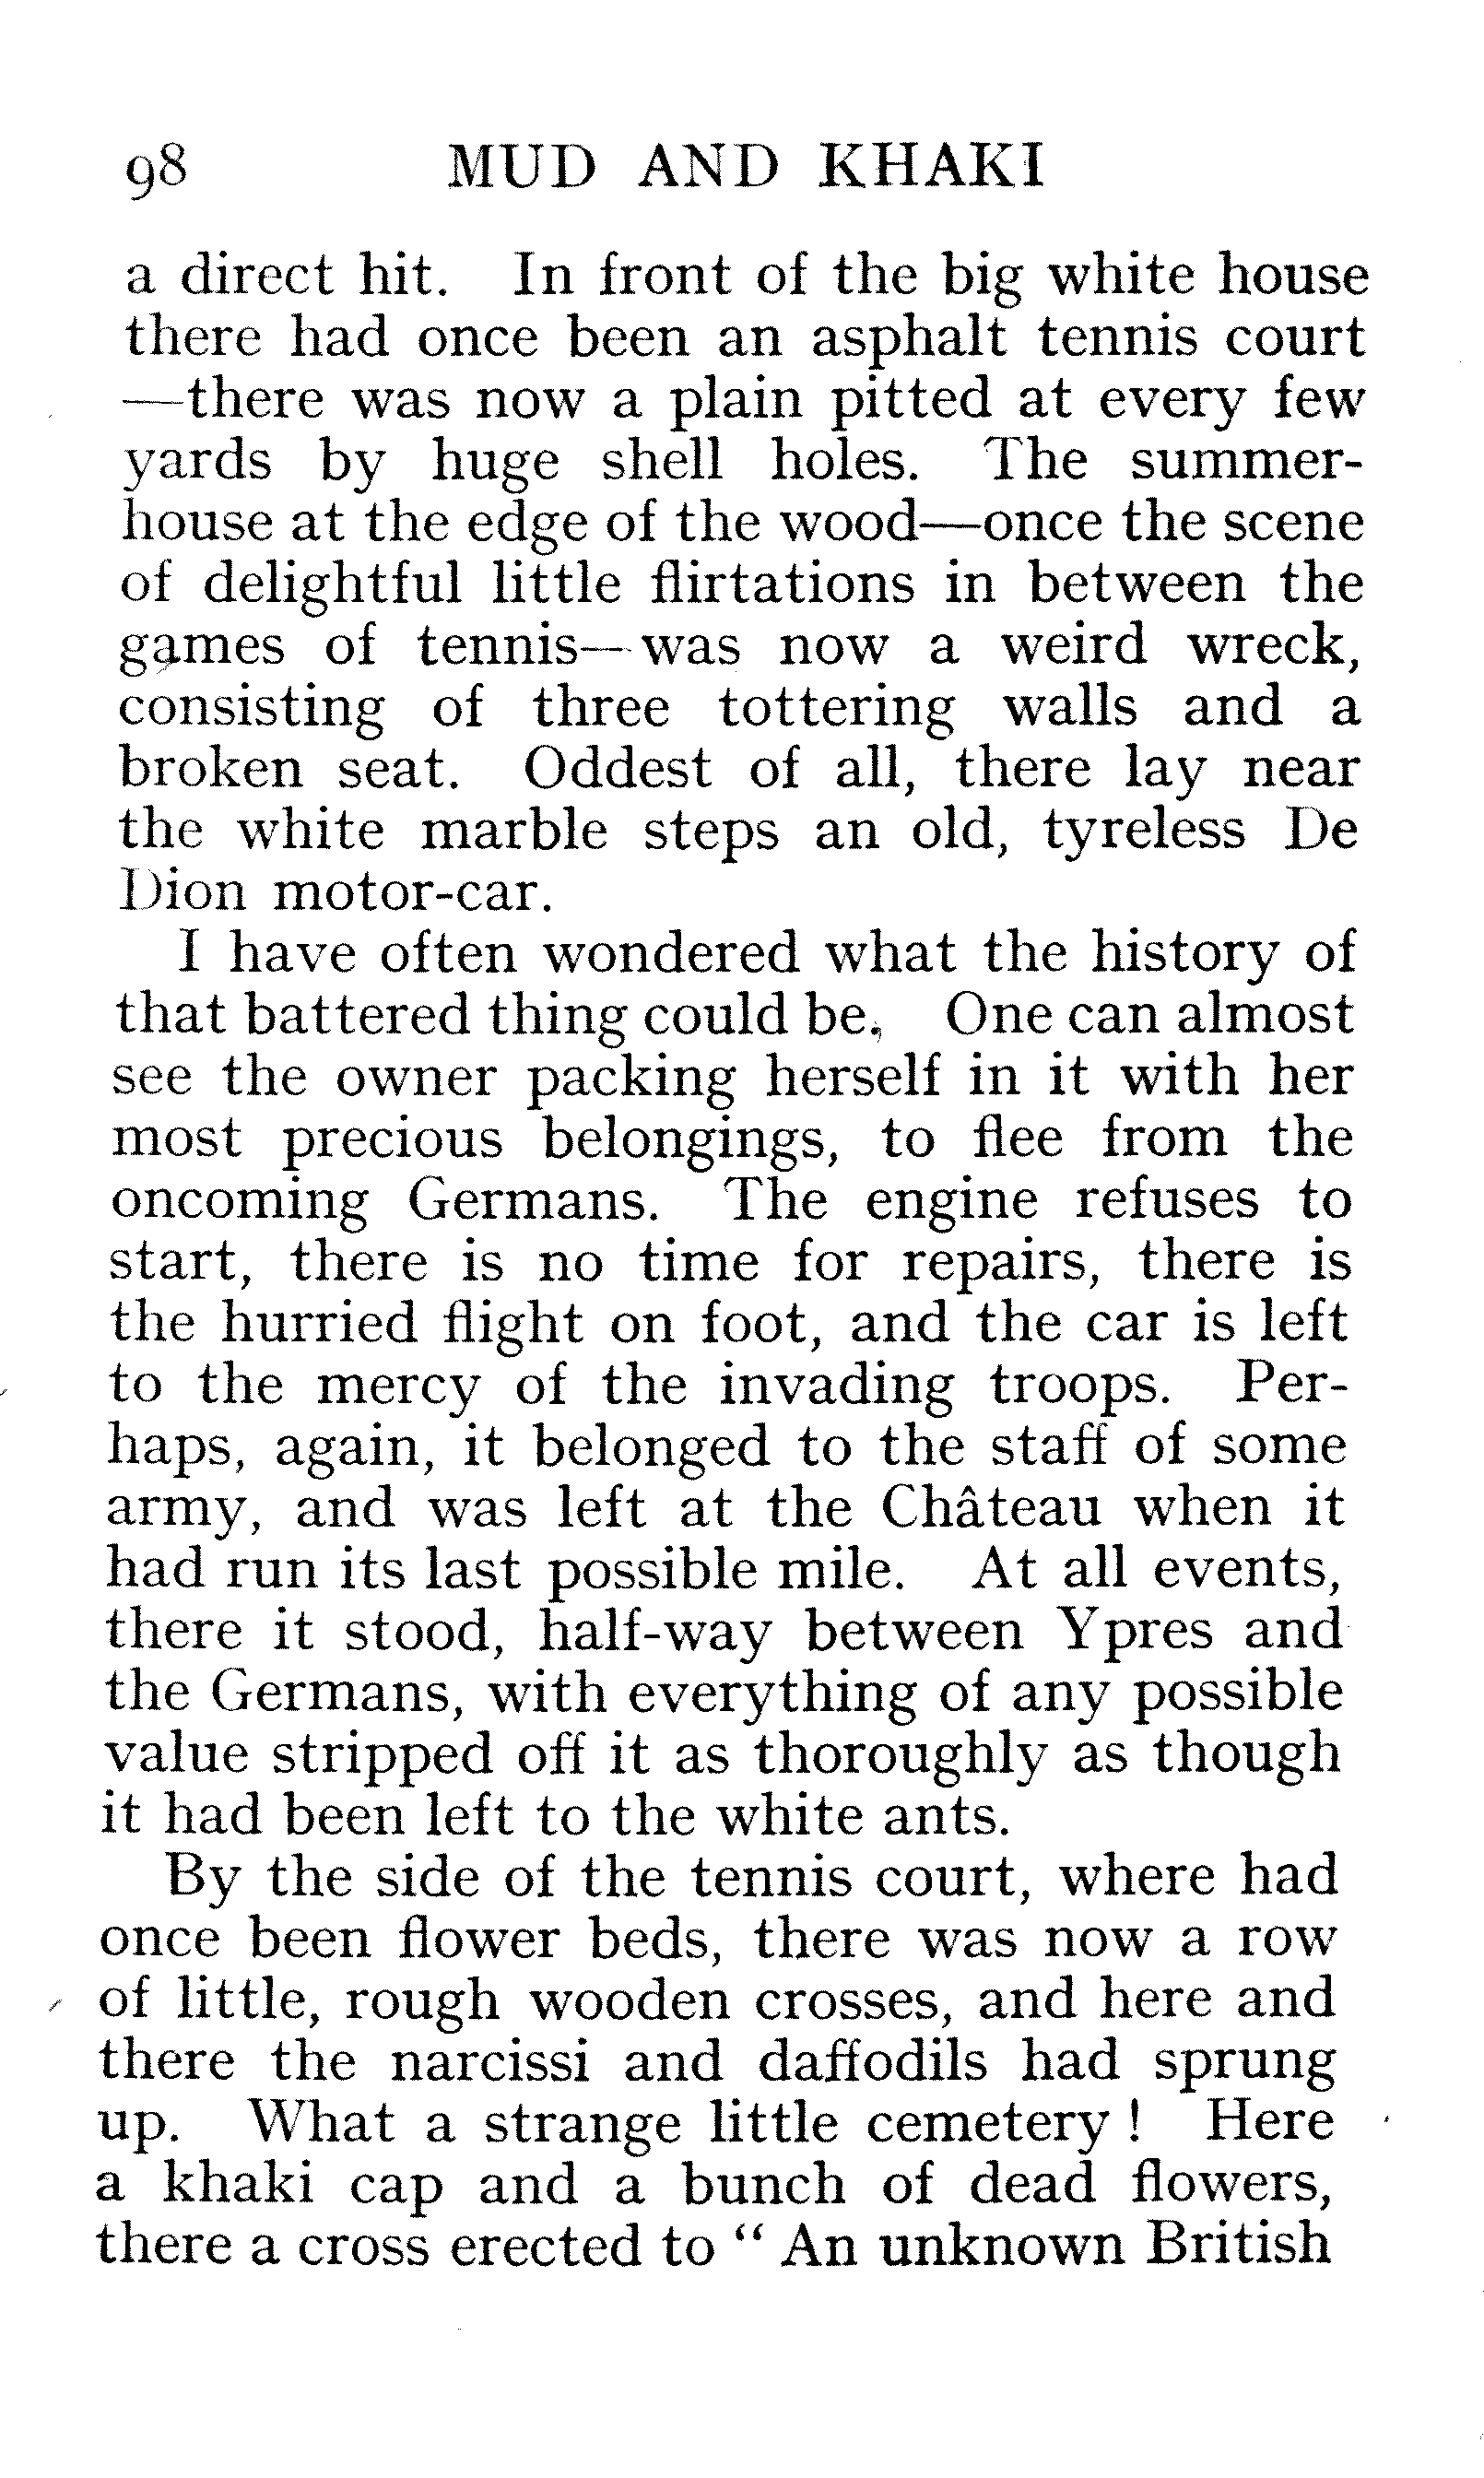 98 MUD AND KHAKI
a direct hit. In front of the big white house
there had once been an asphalt tennis court
—there was now a plain pitted at every few
yards by huge shell holes. The summer-
house at the edge of the wood—once the scene
of delightful little flirtations in between the
games of tennis—was now a weird wreck,
consisting of three tottering walls and a
broken seat. Oddest of all, there lay near
the white marble steps an old, tyreless De
Dion motor-car.
I have often wondered what the history of
that battered thing could be. One can almost
see the owner packing herself in it with her
most precious belongings, to flee from the
oncoming Germans. The engine refuses to
start, there is no time for repairs, there is
the hurried flight on foot, and the car is left
to the mercy of the invading troops. Per-
haps, again, it belonged to the staff of some
army, and was left at the Château when it
had run its last possible mile. At all events,
there it stood, half-way between Ypres and
the Germans, with everything of any possible
value stripped off it as thoroughly as though
it had been left to the white ants.
By the side of the tennis court, where had
once been flower beds, there was now a row
of little, rough wooden crosses, and here and
there the narcissi and daffodils had sprung
up. What a strange little cemetery ! Here
a khaki cap and a bunch of dead flowers,
there a cross erected to “ An unknown British